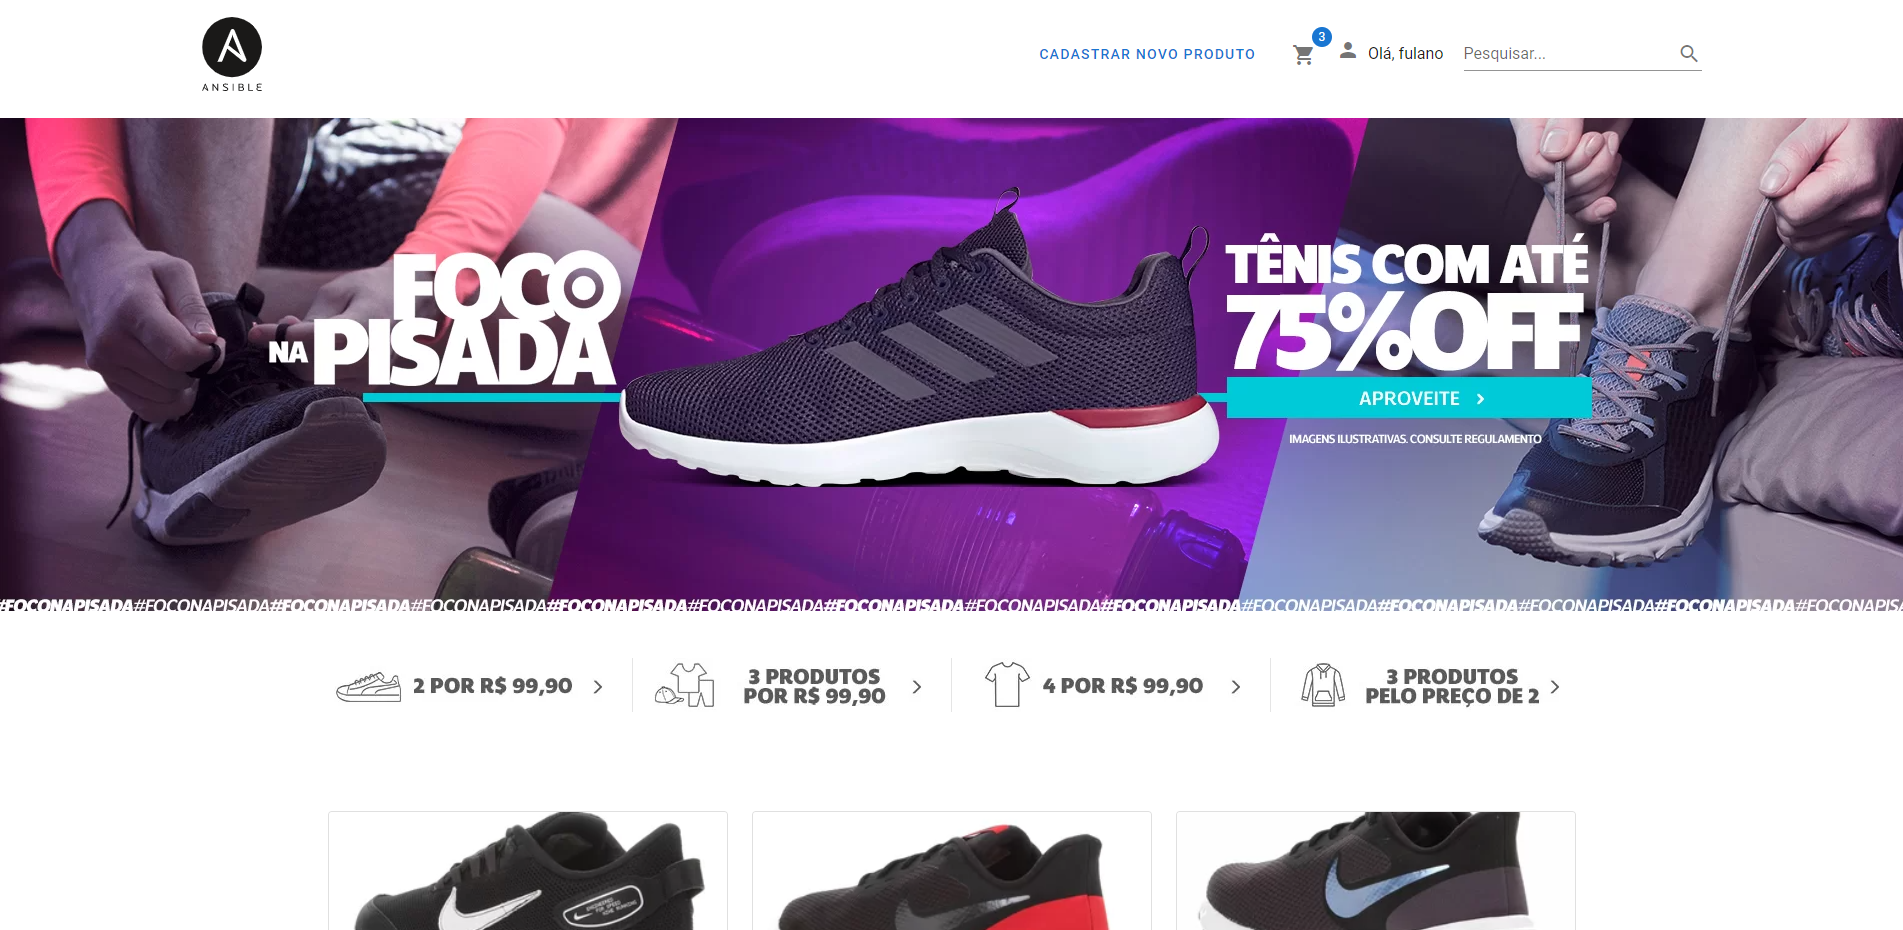 ANSIBLE
CADASTRAR NOVO PRODUTO
3
Olá, fulano
Pesquisar...
FOCO
NA PISADA
TÊNIS COM ATÉ
75%OFF
APROVEITE
IMAGENS ILUSTRATIVAS. CONSULTE REGULAMENTO
#FOCONAPISADA#FOCONAPISADA#FOCONAPISADA#FOCONAPISADA#FOCONAPISADA#FOCONAPISADA#FOCONAPISADA#FOCONAPISADA#FOCONAPISADA#FOCONAPISADA#FOCONAPISADA#FOCONAPISADA#FOCONAPISADA#FOCONAPIS
2 POR R$ 99,90
3 PRODUTOS
POR R$ 99,90
4 POR R$ 99,90
3 PRODUTOS
PELO PREÇO DE 2